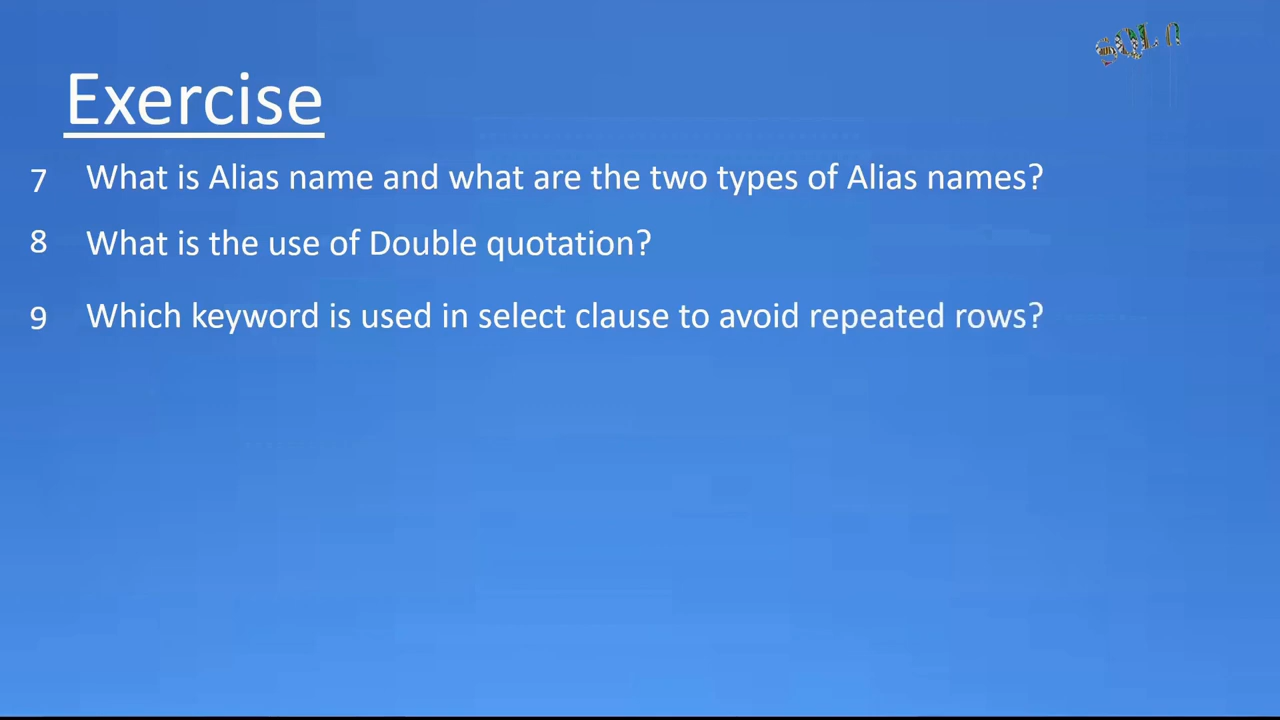 Exercise
7 What is Alias name and what are the two types of Alias names?
8 What is the use of Double quotation?
9 Which keyword is used in select clause to avoid repeated rows?